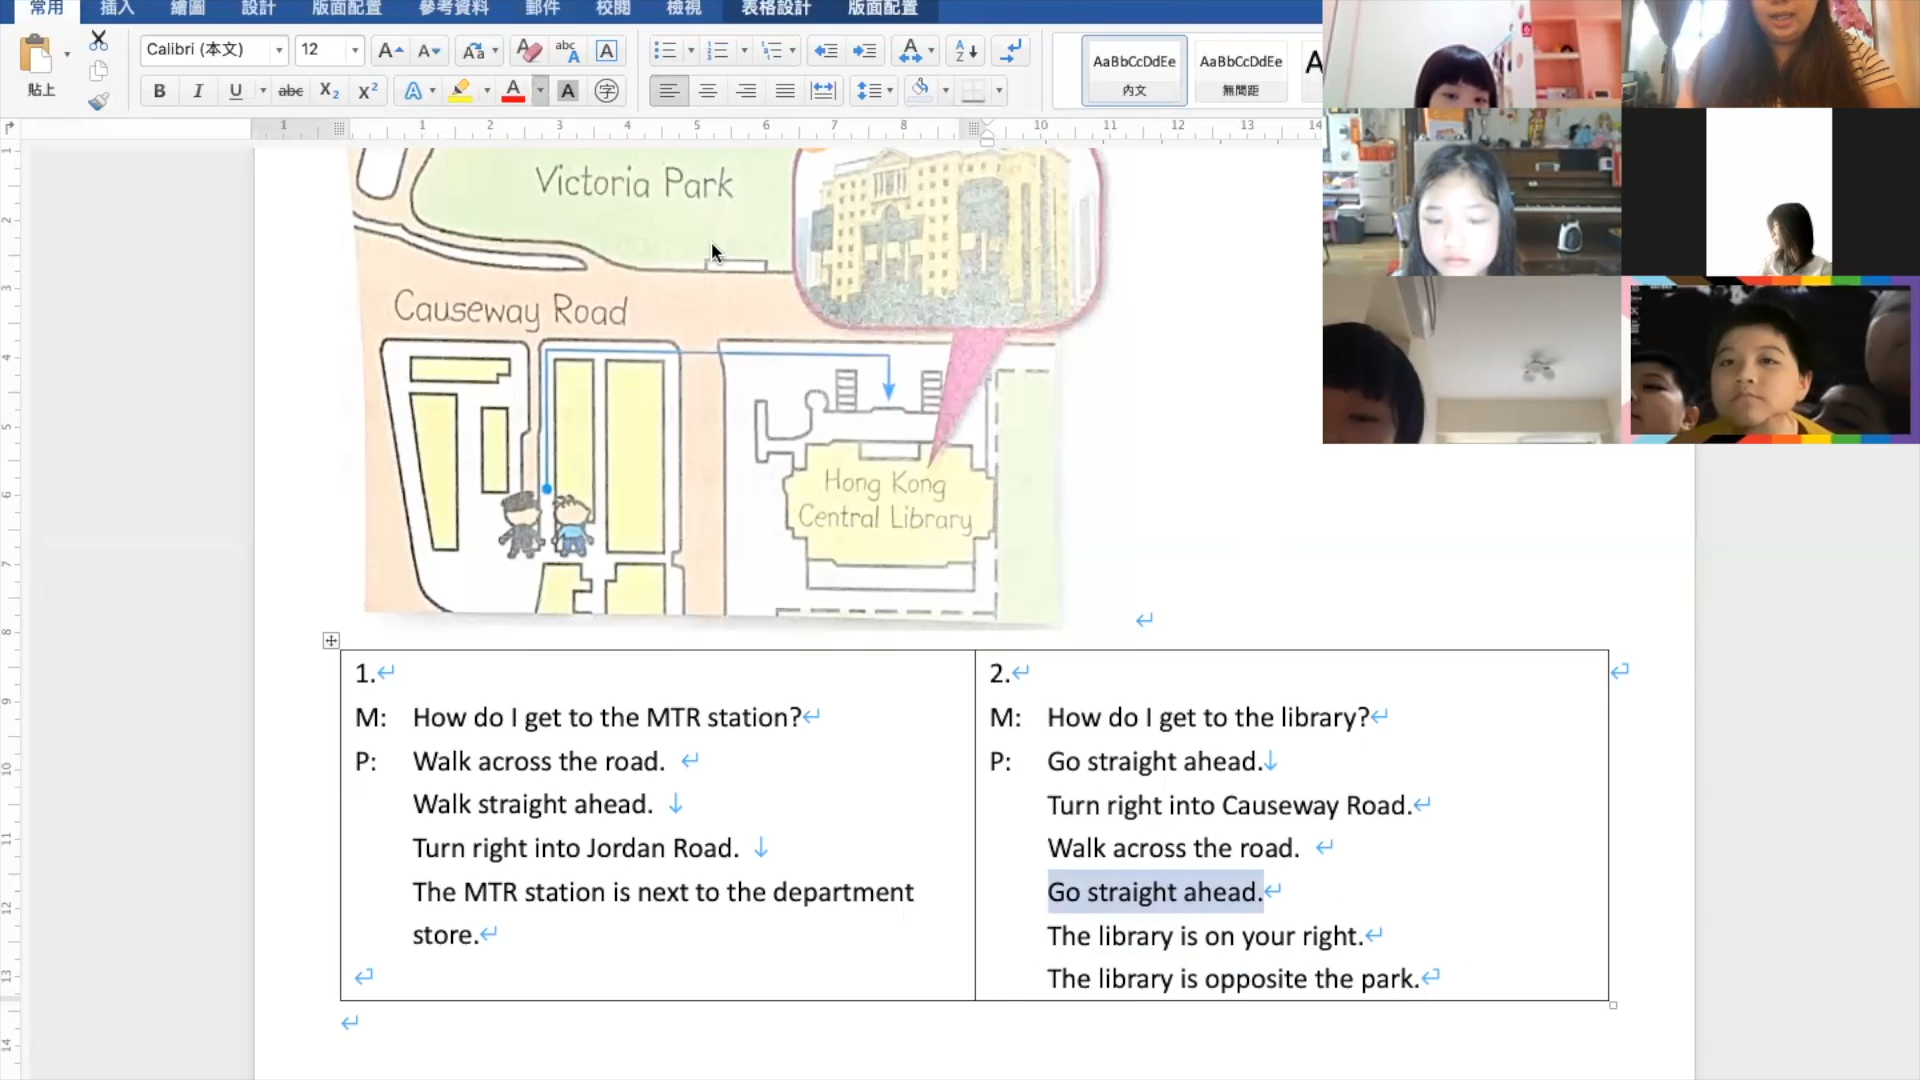 常用 插入 繪圖 設計 版面配置 參考資料 郵件 校閱 檢視 表格設計 版面配置
貼上
Calibri (本文) 12
AaBbCcDdEe
內文
AaBbCcDdEe
無間距
Victoria Park
Causeway Road
Hong Kong
Central Library
1.
M: How do I get to the MTR station?
P: Walk across the road.
Walk straight ahead.
Turn right into Jordan Road.
The MTR station is next to the department
store.
2.
M: How do I get to the library?
P: Go straight ahead.
Turn right into Causeway Road.
Walk across the road.
Go straight ahead.
The library is on your right.
The library is opposite the park.